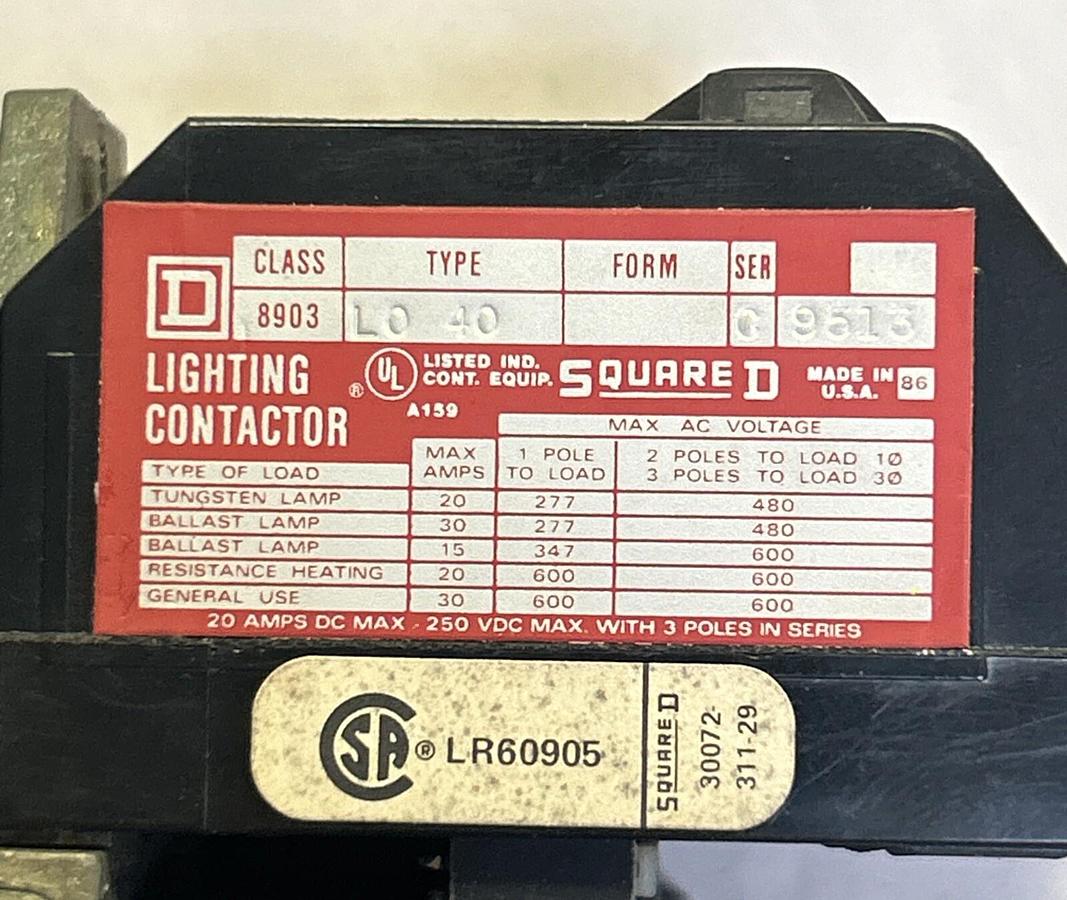 CLASS TYPE FORM SER
D 8903 LO 40 C 9513
LIGHTING
CONTACTOR
® UL LISTED IND.
CONT. EQUIP.
A159
SQUARE D
MADE IN
U.S.A.
86
MAX AC VOLTAGE
TYPE OF LOAD
MAX
AMPS
1 POLE
TO LOAD
2 POLES TO LOAD 1Ø
3 POLES TO LOAD 3Ø
TUNGSTEN LAMP 20 277 480
BALLAST LAMP 30 277 480
BALLAST LAMP 15 347 600
RESISTANCE HEATING 20 600 600
GENERAL USE 30 600 600
20 AMPS DC MAX - 250 VDC MAX. WITH 3 POLES IN SERIES
SA ® LR60905
SQUARE D
30072-
311-29